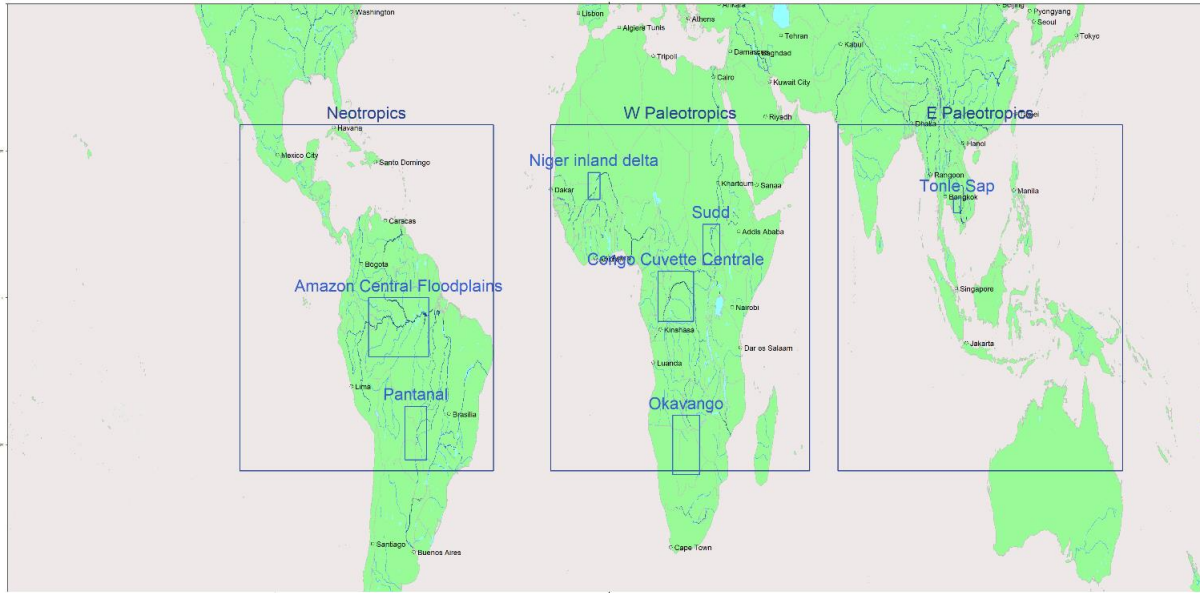 Washington
Lisbon
Athens
Ankara
Beijing
Pyongyang
Seoul
Tokyo
Algiers Tunis
Tripoli
Tehran
Kabul
Baghdad
Cairo
Kuwait City
Neotropics
W Paleotropics
E Paleotropics
Havana
Riyadh
Dhaka
Hanoi
Mexico City
Santo Domingo
Niger inland delta
Dakar
Khartoum
Sanaa
Rangoon
Tonle Sap
Bangkok
Manila
Caracas
Sudd
Addis Ababa
Bogota
Congo Cuvette Centrale
Amazon Central Floodplains
Singapore
Nairobi
Kinshasa
Jakarta
Dar es Salaam
Luanda
Lima
Pantanal
Okavango
Brasilia
Santiago
Buenos Aires
Cape Town